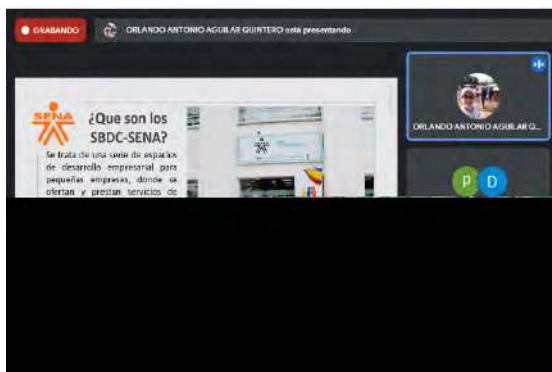 GRABANDO
ORLANDO ANTONIO AGUILAR QUINTERO está presentando
ORLANDO ANTONIO AGUILAR Q...
SENA
¿Que son los
SBDC-SENA?
Se trata de una serie de espacios
de desarrollo empresarial para
pequeñas empresas, donde se
ofertan y prestan servicios de
P
D